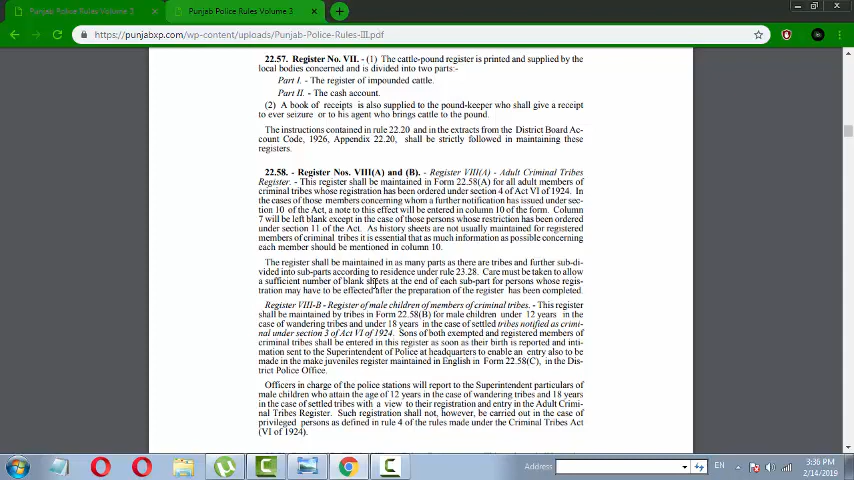 Punjab Police Rules Volume 2
Punjab Police Rules Volume 3
https://punjabxp.com/wp-content/uploads/Punjab-Police-Rules-III.pdf
22.57. Register No. VII. - (1) The cattle-pound register is printed and supplied by the
local bodies concerned and is divided into two parts:-
Part I. - The register of impounded cattle.
Part II. - The cash account.
(2) A book of receipts is also supplied to the pound-keeper who shall give a receipt
to ever seizure or to his agent who brings cattle to the pound.
The instructions contained in rule 22.20 and in the extracts from the District Board Ac-
count Code, 1926, Appendix 22.20, shall be strictly followed in maintaining these
registers.
22.58. - Register Nos. VIII(A) and (B). - Register VIII(A) - Adult Criminal Tribes
Register. - This register shall be maintained in Form 22.58(A) for all adult members of
criminal tribes whose registration has been ordered under section 4 of Act VI of 1924. In
the cases of those members concerning whom a further notification has issued under sec-
tion 10 of the Act, a note to this effect will be entered in column 10 of the form. Column
7 will be left blank except in the case of those persons whose restriction has been ordered
under section 11 of the Act. As history sheets are not usually maintained for registered
members of criminal tribes it is essential that as much information as possible concerning
each member should be mentioned in column 10.
The register shall be maintained in as many parts as there are tribes and further sub-di-
vided into sub-parts according to residence under rule 23.28. Care must be taken to allow
a sufficient number of blank sheets at the end of each sub-part for persons whose regis-
tration may have to be effected after the preparation of the register has been completed.
Register VIII-B - Register of male children of members of criminal tribes. - This register
shall be maintained by tribes in Form 22.58(B) for male children under 12 years in the
case of wandering tribes and under 18 years in the case of settled tribes notified as crimi-
nal under section 3 of Act VI of 1924. Sons of both exempted and registered members of
criminal tribes shall be entered in this register as soon as their birth is reported and inti-
mation sent to the Superintendent of Police at headquarters to enable an entry also to be
made in the make juveniles register maintained in English in Form 22.58(C), in the Dis-
trict Police Office.
Officers in charge of the police stations will report to the Superintendent particulars of
male children who attain the age of 12 years in the case of wandering tribes and 18 years
in the case of settled tribes with a view to their registration and entry in the Adult Crimi-
nal Tribes Register. Such registration shall not, however, be carried out in the case of
privileged persons as defined in rule 4 of the rules made under the Criminal Tribes Act
(VI of 1924).
Address
EN
3:36 PM
2/14/2019